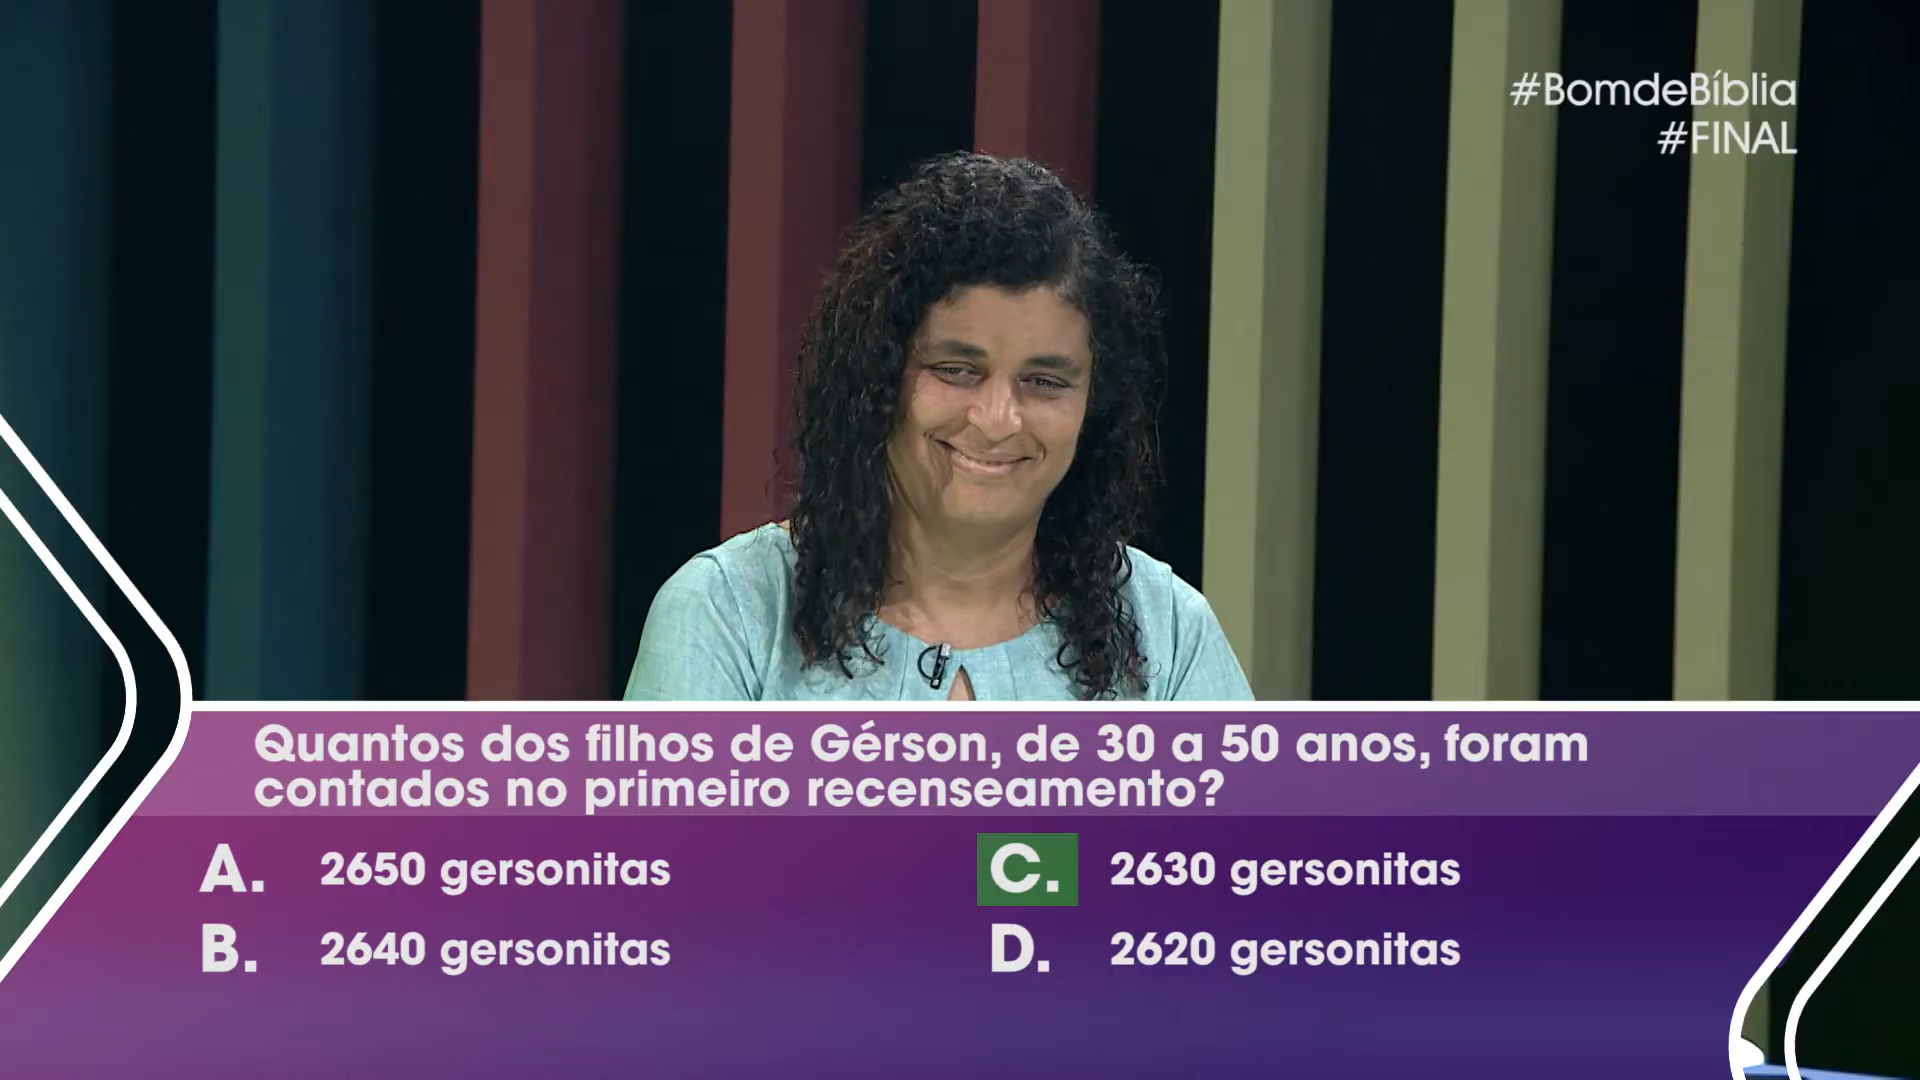 #BomdeBíblia
#FINAL
Quantos dos filhos de Gérson, de 30 a 50 anos, foram
contados no primeiro recenseamento?
A. 2650 gersonitas
C. 2630 gersonitas
B. 2640 gersonitas
D. 2620 gersonitas